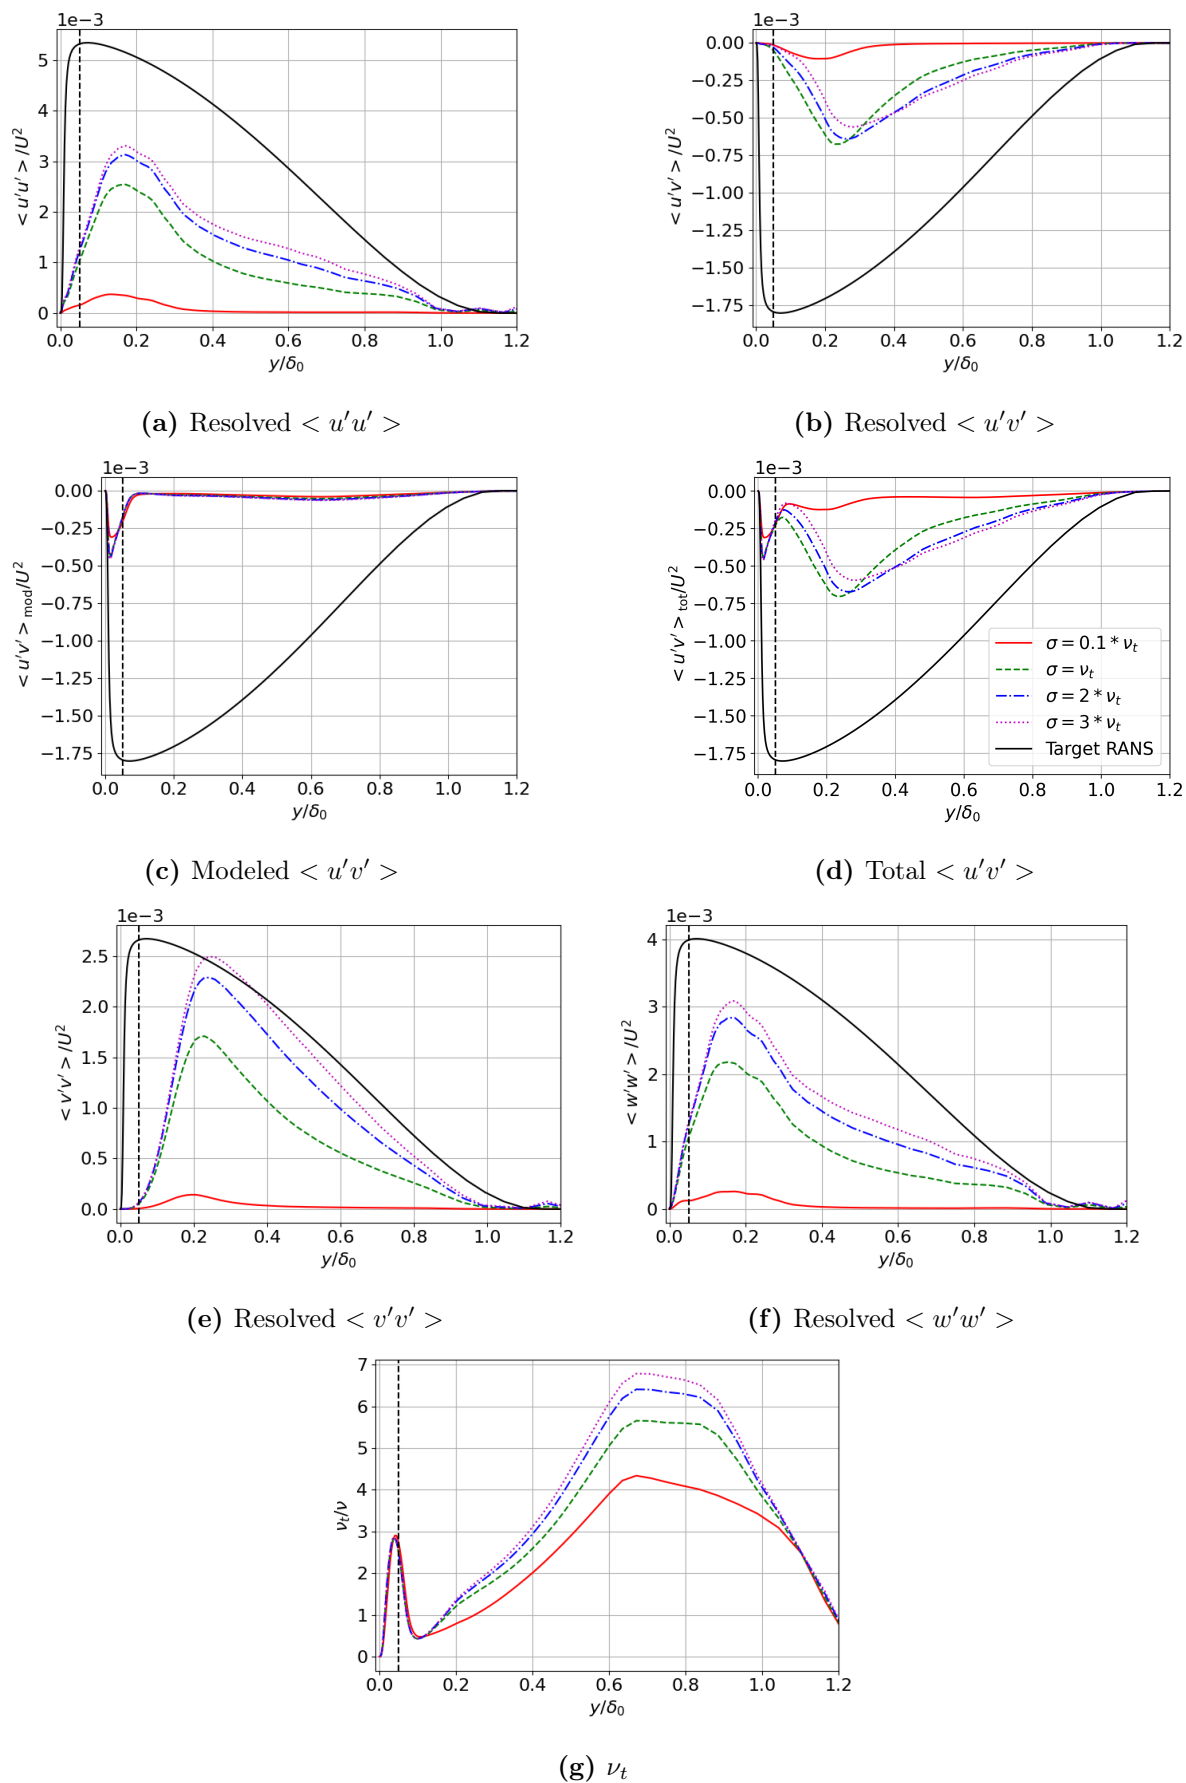 1e−3
5
4
3
2
1
0
< u′u′ > /U²
0.0 0.2 0.4 0.6 0.8 1.0 1.2
y/δ₀
(a) Resolved < u′u′ >
1e−3
0.00
−0.25
−0.50
−0.75
−1.00
−1.25
−1.50
−1.75
< u′v′ > /U²
0.0 0.2 0.4 0.6 0.8 1.0 1.2
y/δ₀
(b) Resolved < u′v′ >
1e−3
0.00
−0.25
−0.50
−0.75
−1.00
−1.25
−1.50
−1.75
< u′v′ >mod/U²
0.0 0.2 0.4 0.6 0.8 1.0 1.2
y/δ₀
(c) Modeled < u′v′ >
1e−3
0.00
−0.25
−0.50
−0.75
−1.00
−1.25
−1.50
−1.75
< u′v′ >tot/U²
σ = 0.1 * νt
σ = νt
σ = 2 * νt
σ = 3 * νt
Target RANS
0.0 0.2 0.4 0.6 0.8 1.0 1.2
y/δ₀
(d) Total < u′v′ >
1e−3
2.5
2.0
1.5
1.0
0.5
0.0
< v′v′ > /U²
0.0 0.2 0.4 0.6 0.8 1.0 1.2
y/δ₀
(e) Resolved < v′v′ >
1e−3
4
3
2
1
0
< w′w′ > /U²
0.0 0.2 0.4 0.6 0.8 1.0 1.2
y/δ₀
(f) Resolved < w′w′ >
7
6
5
4
3
2
1
0
νt/ν
0.0 0.2 0.4 0.6 0.8 1.0 1.2
y/δ₀
(g) νt